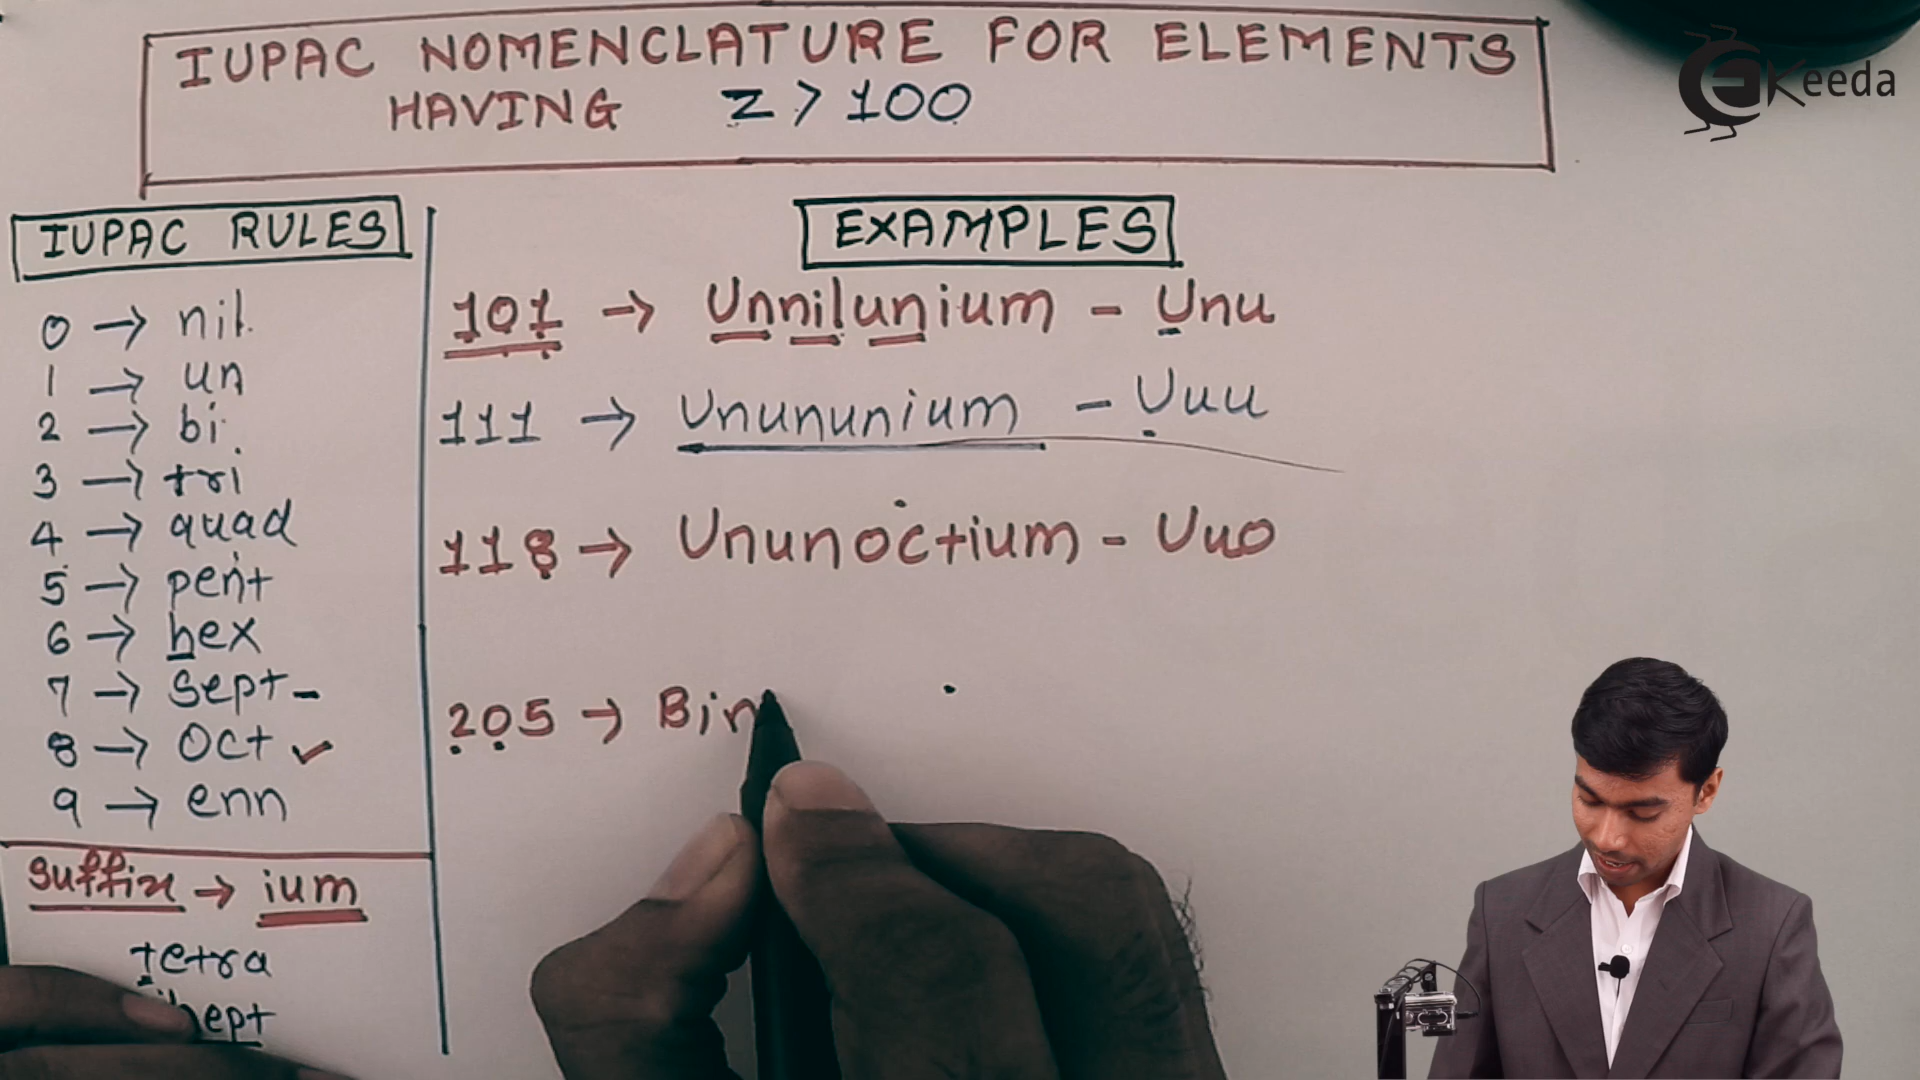 IUPAC NOMENCLATURE FOR ELEMENTS
HAVING Z > 100
eKeeda
IUPAC RULES
0 → nil
1 → un
2 → bi
3 → tri
4 → quad
5 → pent
6 → hex
7 → sept -
8 → oct ✓
9 → enn
Suffix → ium
tetra
hept
EXAMPLES
101 → Unnilunium - Unu
111 → Unununium - Uuu
118 → Ununoctium - Uuo
205 → Bin